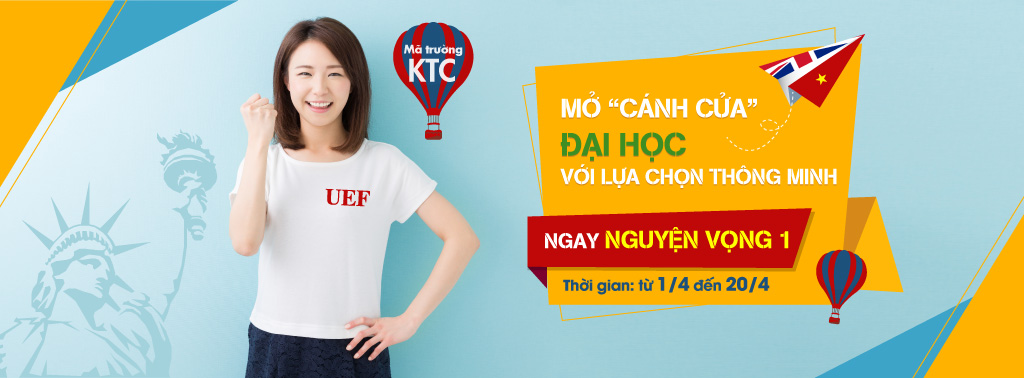 Mã trường
KTC
UEF
MỞ “CÁNH CỬA”
ĐẠI HỌC
VỚI LỰA CHỌN THÔNG MINH
NGAY NGUYỆN VỌNG 1
Thời gian: từ 1/4 đến 20/4